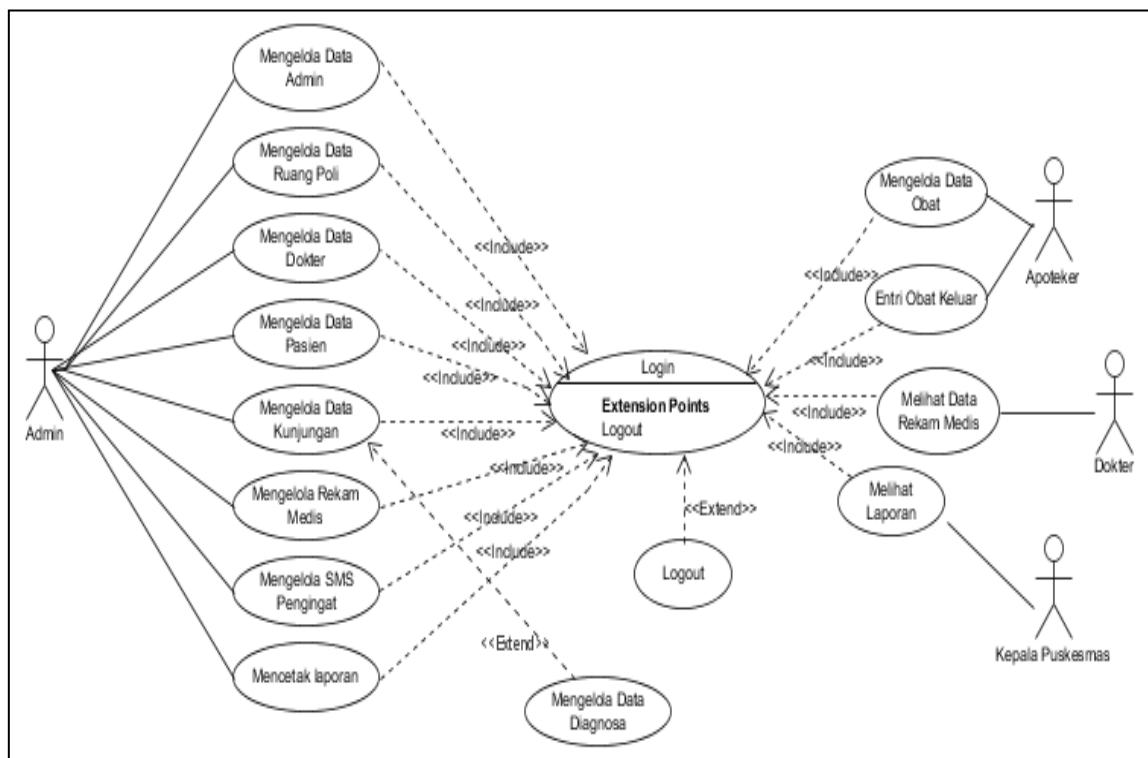 Mengelola Data
Admin
Mengelola Data
Ruang Poli
Mengelola Data
Dokter
Mengelola Data
Pasien
Mengelola Data
Kunjungan
Mengelola Rekam
Medis
Mengelola SMS
Pengingat
Mencetak laporan
Admin
<<Include>>
<<Include>>
<<Include>>
<<Include>>
<<Include>>
<<Include>>
<<Include>>
<<Include>>
<<Extend>>
Mengelola Data
Diagnosa
Login
Extension Points
Logout
<<Extend>>
Logout
<<Include>>
<<Include>>
<<Include>>
<<Include>>
Mengelola Data
Obat
Entri Obat Keluar
Melihat Data
Rekam Medis
Melihat
Laporan
Apoteker
Dokter
Kepala Puskesmas